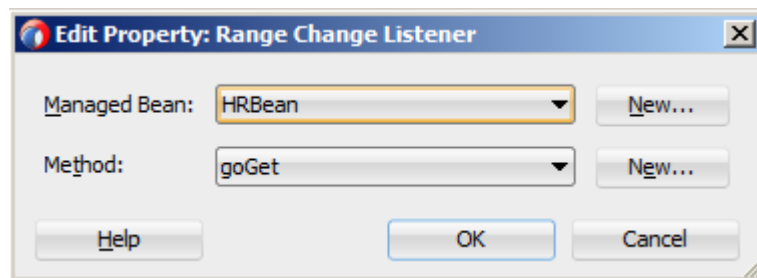 Edit Property: Range Change Listener
Managed Bean: HRBean New...
Method: goGet New...
Help OK Cancel